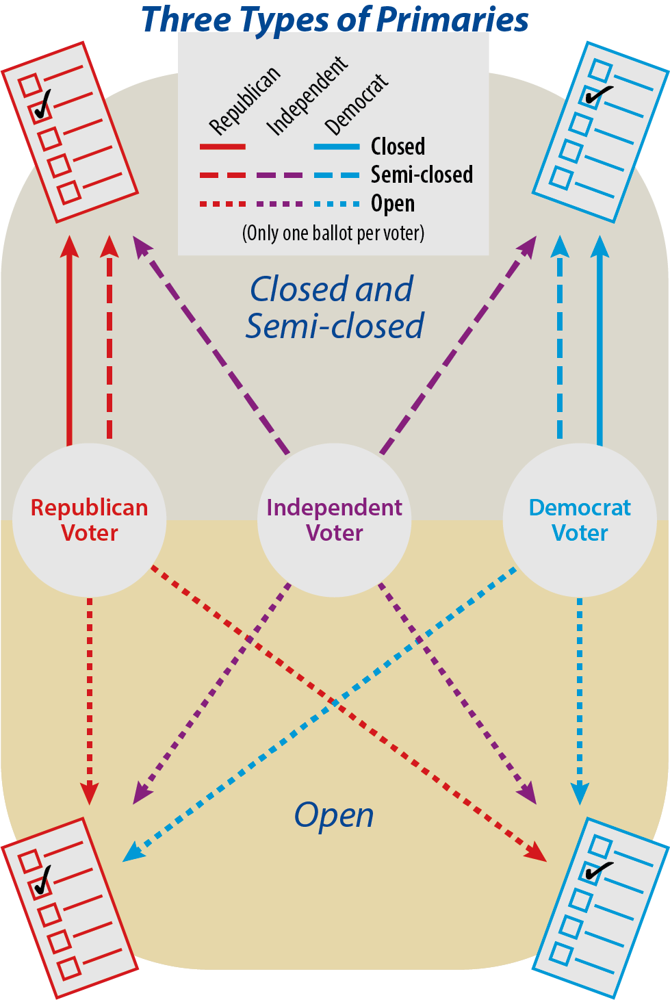 Three Types of Primaries
Republican
Independent
Democrat
Closed
Semi-closed
Open
(Only one ballot per voter)
Closed and
Semi-closed
Republican
Voter
Independent
Voter
Democrat
Voter
Open